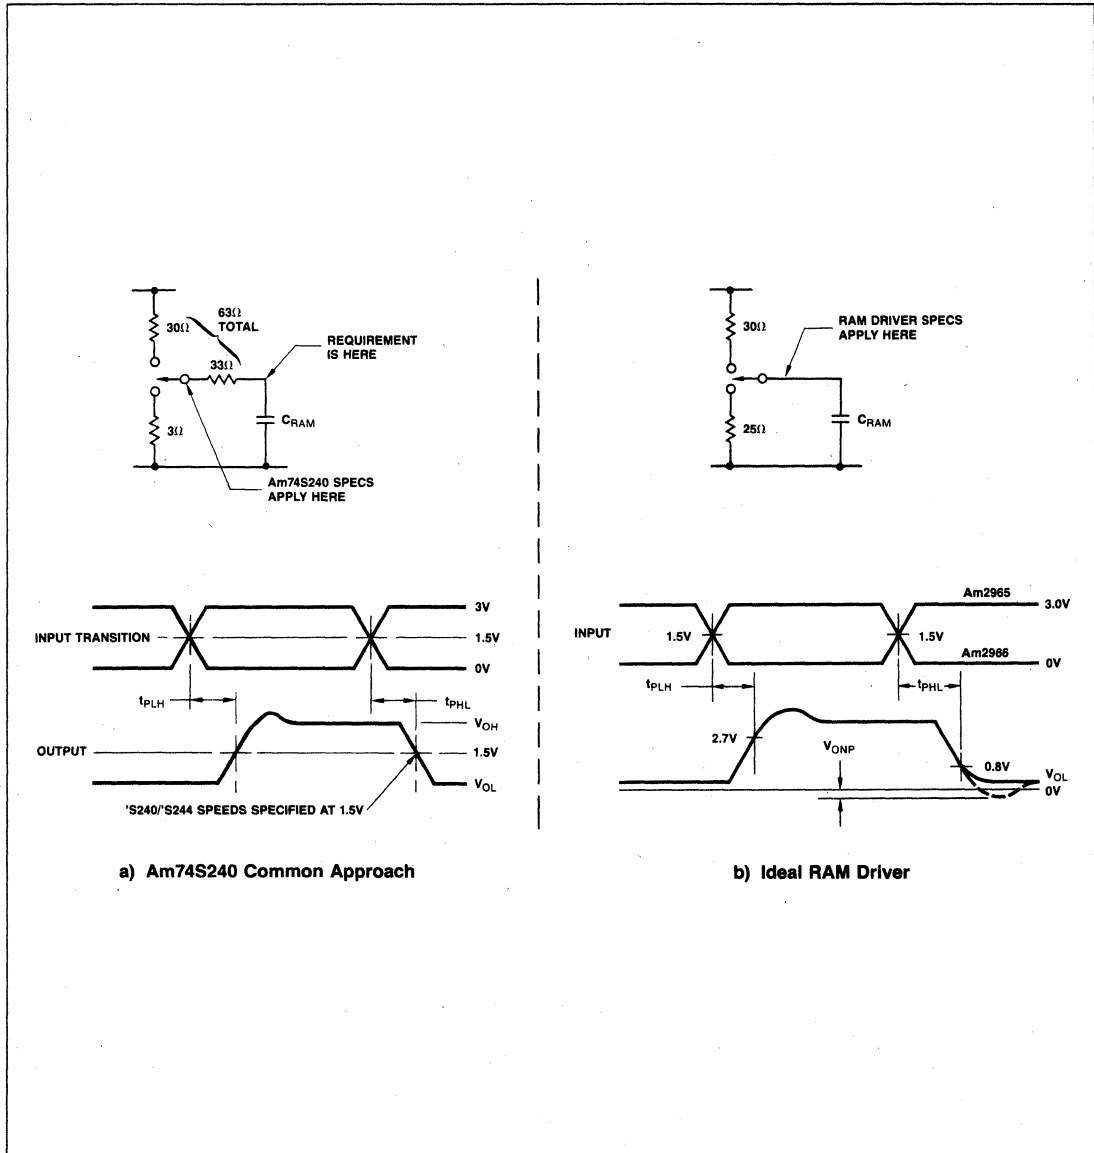 30Ω
63Ω
TOTAL
33Ω
REQUIREMENT
IS HERE
3Ω
CRAM
Am74S240 SPECS
APPLY HERE
INPUT TRANSITION
3V
1.5V
0V
tPLH
tPHL
OUTPUT
VOH
1.5V
VOL
'S240/'S244 SPEEDS SPECIFIED AT 1.5V
a) Am74S240 Common Approach
30Ω
RAM DRIVER SPECS
APPLY HERE
25Ω
CRAM
INPUT
1.5V
1.5V
Am2965
3.0V
Am2966
0V
tPLH
tPHL
2.7V
VONP
0.8V
VOL
0V
b) Ideal RAM Driver